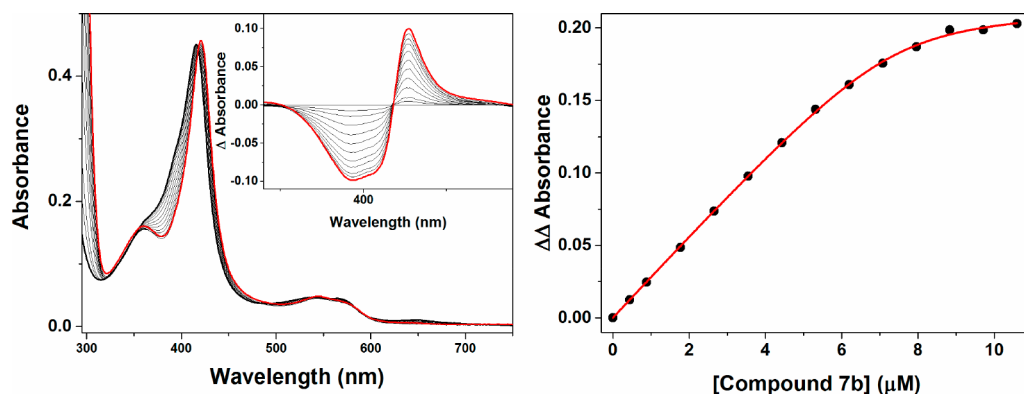 Absorbance
0.4
0.2
0.0
300 400 500 600 700
Wavelength (nm)
Δ Absorbance
0.10
0.05
0.00
-0.05
-0.10
400
Wavelength (nm)
ΔΔ Absorbance
0.20
0.15
0.10
0.05
0.00
0 2 4 6 8 10
[Compound 7b] (μM)